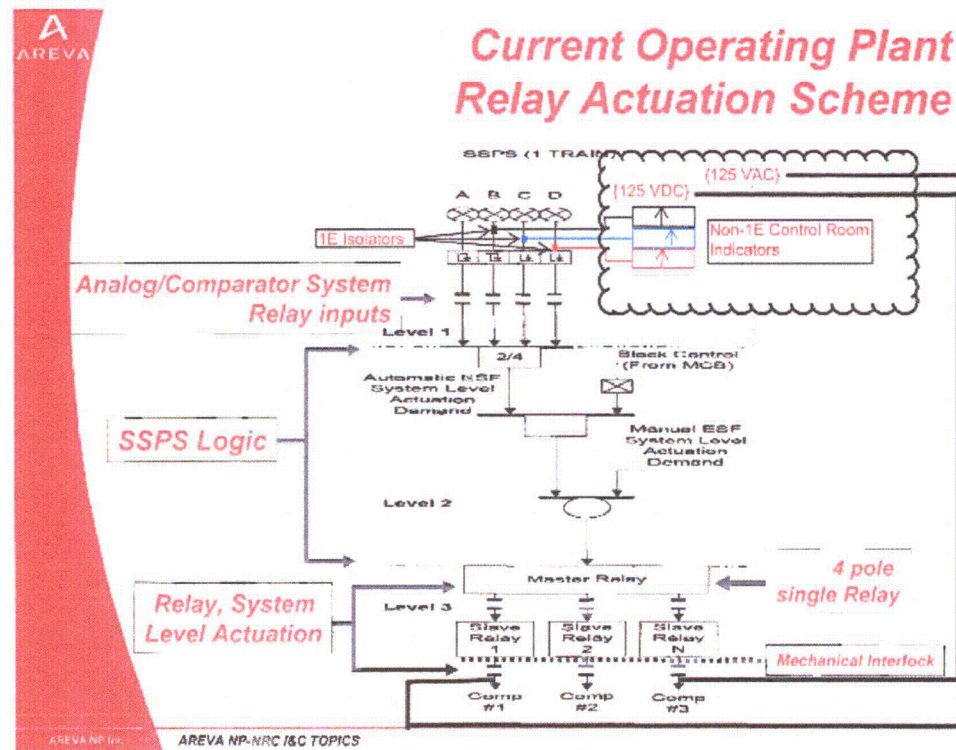 AREVA
Current Operating Plant
Relay Actuation Scheme
SSPS (1 TRAIN)
{125 VAC}
{125 VDC}
A B C D
1E Isolators
Non-1E Control Room
Indicators
Analog/Comparator System
Relay inputs
Level 1
2/4
Block Control
(From MCB)
Automatic NSF
System Level
Actuation
Demand
SSPS Logic
Manual ESF
System Level
Actuation
Demand
Level 2
Master Relay
4 pole
single Relay
Relay, System
Level Actuation
Level 3
Slave
Relay
1
Slave
Relay
2
Slave
Relay
N
Mechanical Interlock
Comp
#1
Comp
#2
Comp
#3
AREVA NP Inc.
AREVA NP-NRC I&C TOPICS